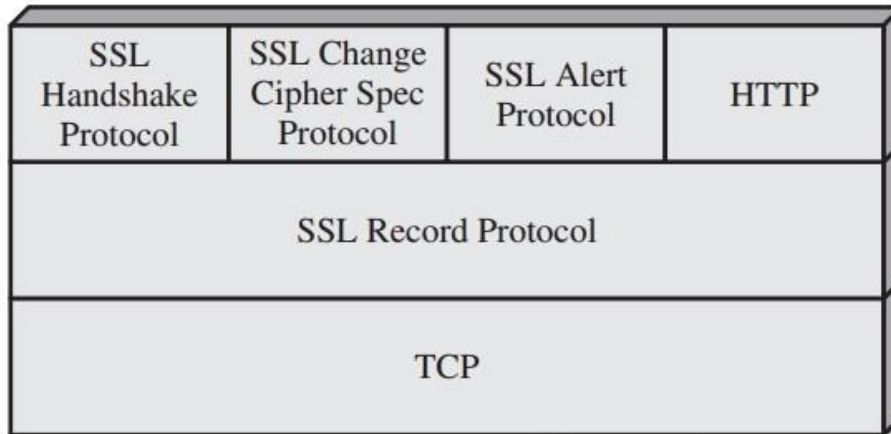 SSL
Handshake
Protocol
SSL Change
Cipher Spec
Protocol
SSL Alert
Protocol
HTTP
SSL Record Protocol
TCP